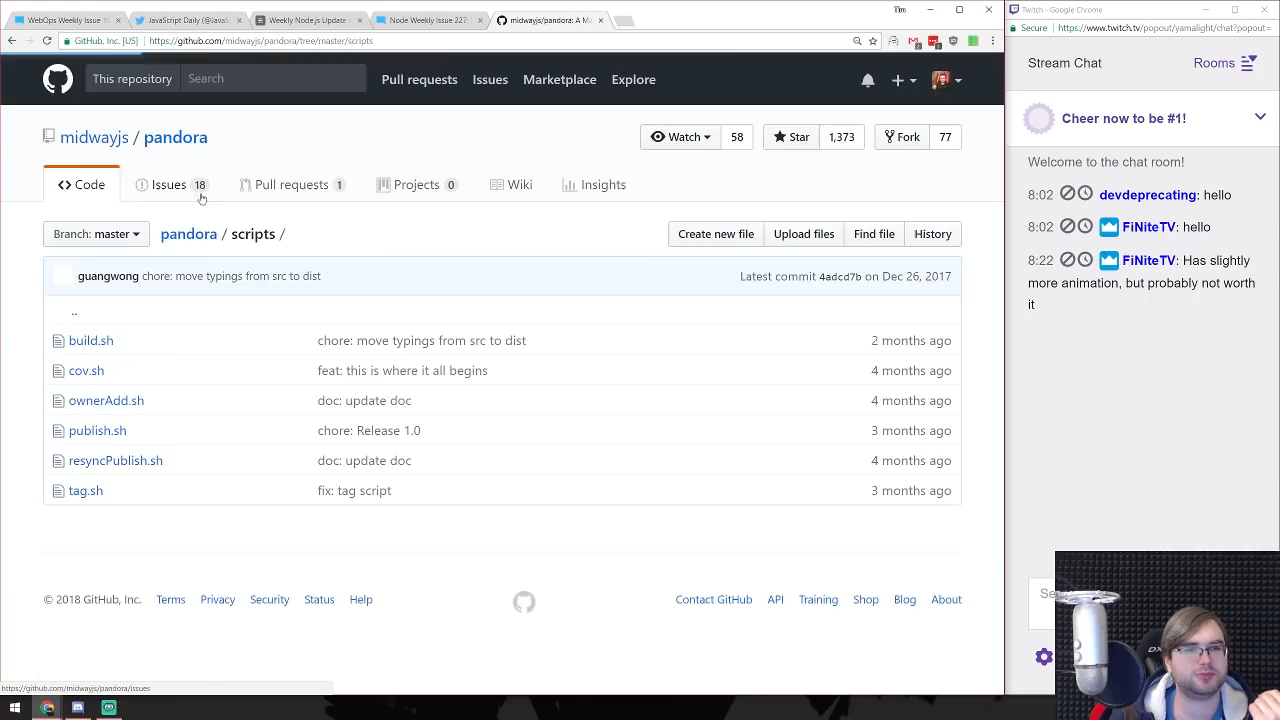 WebOps Weekly Issue 1
JavaScript Daily (@JavaS
Weekly Node.js Update
Node Weekly Issue 227:
midwayjs/pandora: A M
Tim
GitHub, Inc. [US]
https://github.com/midwayjs/pandora/tree/master/scripts
This repository
Search
Pull requests
Issues
Marketplace
Explore
midwayjs / pandora
Watch 58
Star 1,373
Fork 77
Code
Issues 18
Pull requests 1
Projects 0
Wiki
Insights
Branch: master
pandora / scripts /
Create new file
Upload files
Find file
History
guangwong chore: move typings from src to dist
Latest commit 4adcd7b on Dec 26, 2017
..
build.sh chore: move typings from src to dist 2 months ago
cov.sh feat: this is where it all begins 4 months ago
ownerAdd.sh doc: update doc 4 months ago
publish.sh chore: Release 1.0 3 months ago
resyncPublish.sh doc: update doc 4 months ago
tag.sh fix: tag script 3 months ago
© 2018 GitHub, Inc.
Terms
Privacy
Security
Status
Help
Contact GitHub
API
Training
Shop
Blog
About
https://github.com/midwayjs/pandora/issues
Twitch - Google Chrome
Secure
https://www.twitch.tv/popout/yamalight/chat?popout=
Stream Chat
Rooms
Cheer now to be #1!
Welcome to the chat room!
8:02 devdeprecating: hello
8:02 FiNiteTV: hello
8:22 FiNiteTV: Has slightly
more animation, but probably not worth
it